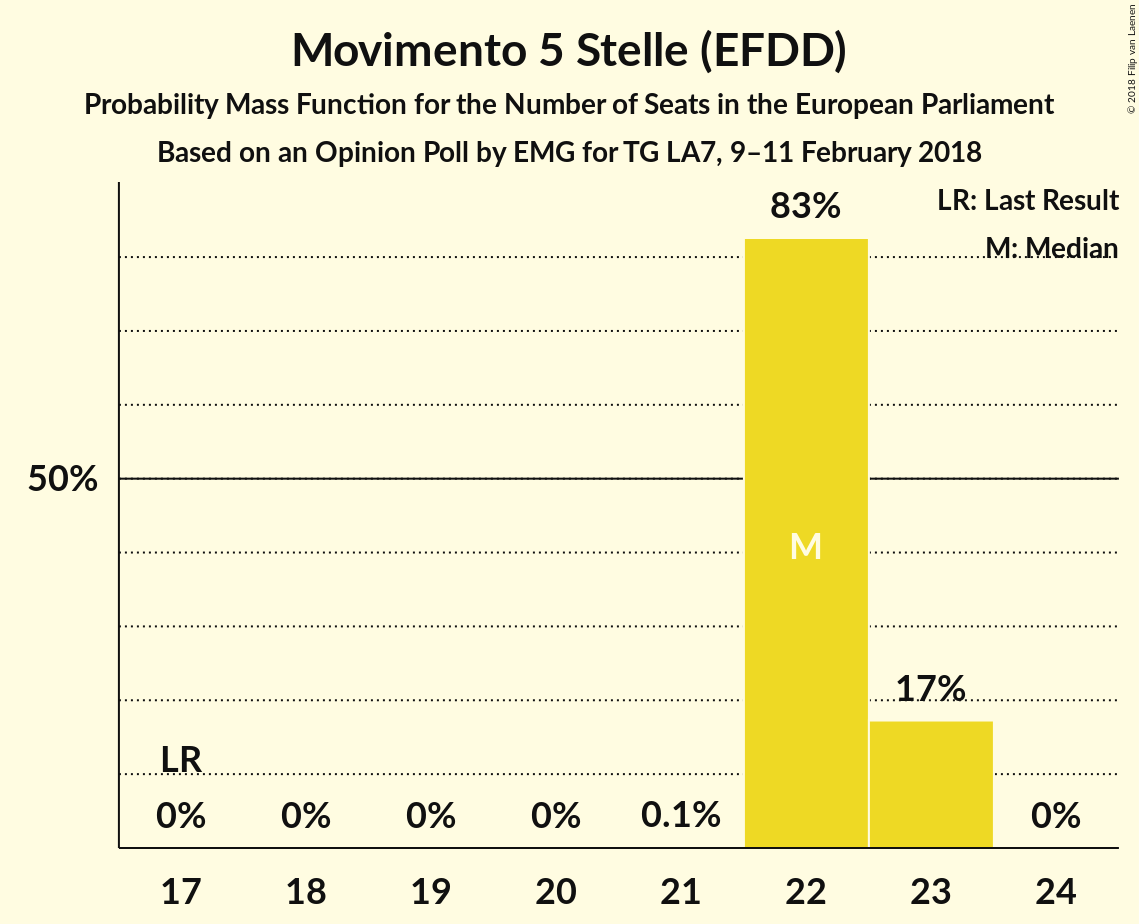 Movimento 5 Stelle (EFDD)
Probability Mass Function for the Number of Seats in the European Parliament
Based on an Opinion Poll by EMG for TG LA7, 9–11 February 2018
© 2018 Filip van Laenen
LR: Last Result
M: Median
83%
50%
M
17%
LR
0%
0%
0%
0%
0.1%
0%
17
18
19
20
21
22
23
24